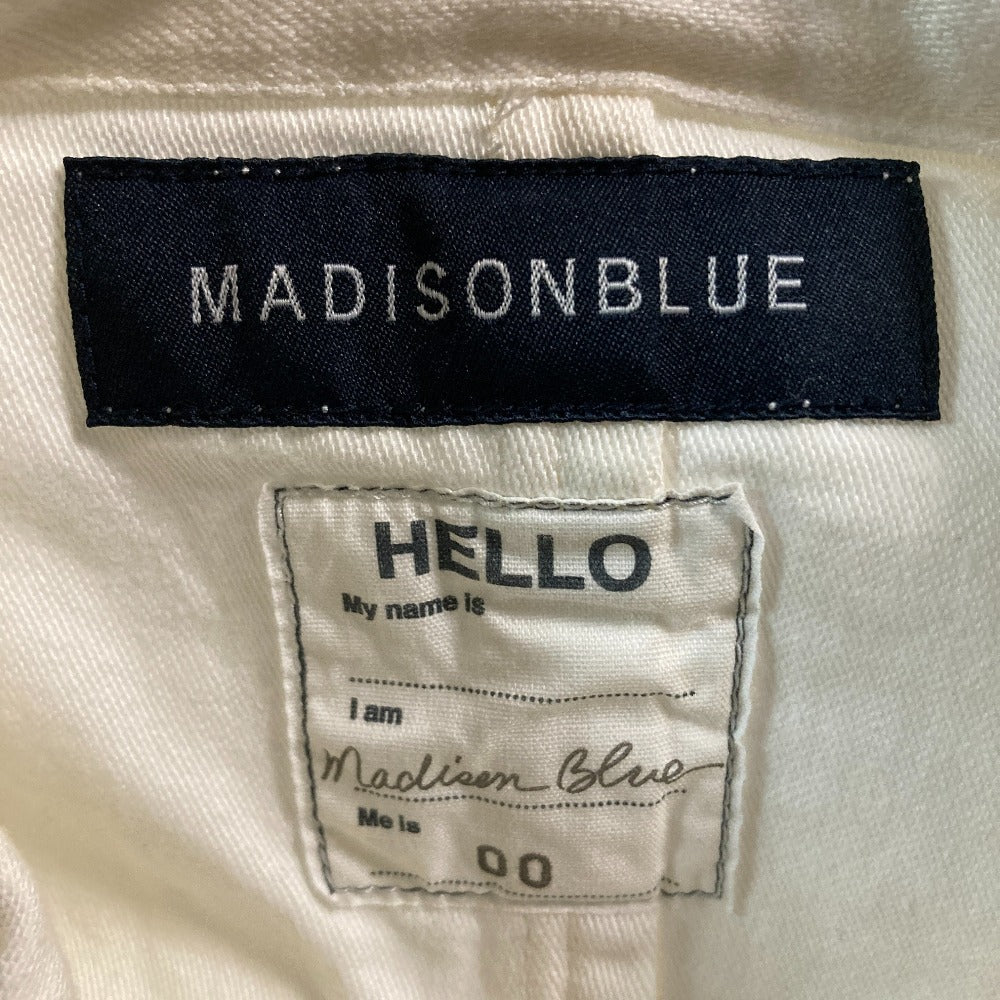 MADISONBLUE
HELLO
My name is
I am
Madison Blue
Me is
00